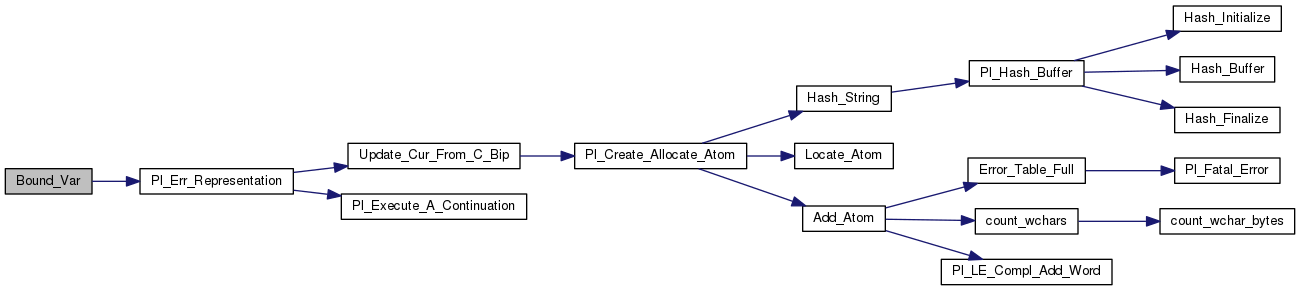 Bound_Var
Pl_Err_Representation
Update_Cur_From_C_Bip
Pl_Execute_A_Continuation
Pl_Create_Allocate_Atom
Hash_String
Locate_Atom
Add_Atom
Pl_Hash_Buffer
Hash_Initialize
Hash_Buffer
Hash_Finalize
Error_Table_Full
Pl_Fatal_Error
count_wchars
count_wchar_bytes
Pl_LE_Compl_Add_Word